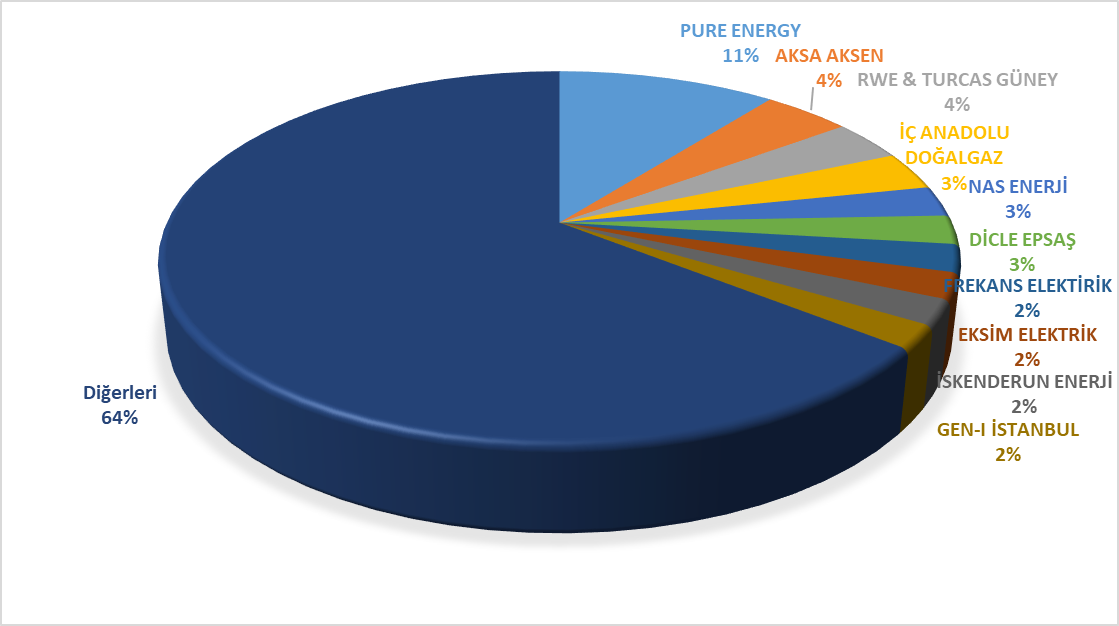 PURE ENERGY
11%
AKSA AKSEN
4%
RWE & TURCAS GÜNEY
4%
İÇ ANADOLU
DOĞALGAZ
3%
NAS ENERJİ
3%
DİCLE EPSAŞ
3%
FREKANS ELEKTİRİK
2%
EKSİM ELEKTRİK
2%
İSKENDERUN ENERJİ
2%
GEN-I İSTANBUL
2%
Diğerleri
64%